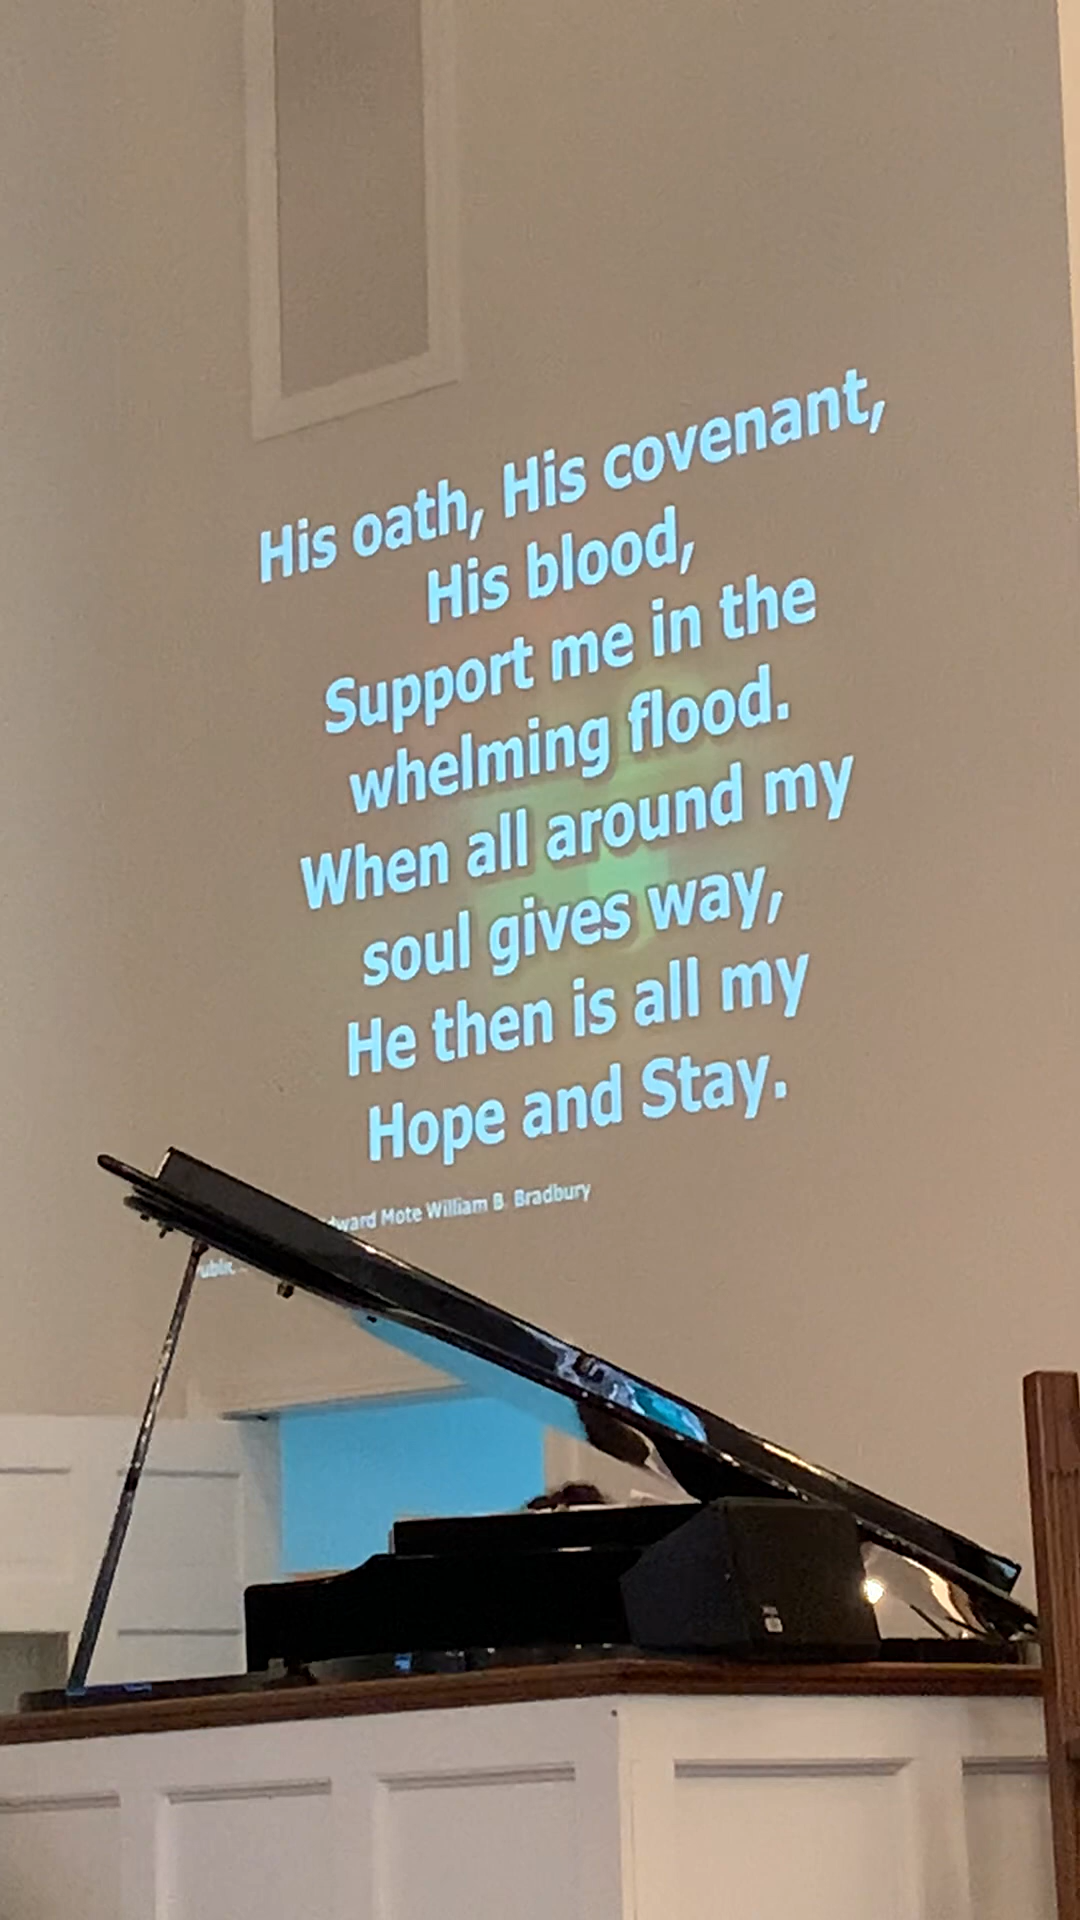 His oath, His covenant,
His blood,
Support me in the
whelming flood.
When all around my
soul gives way,
He then is all my
Hope and Stay.
Mote William B. Bradbury